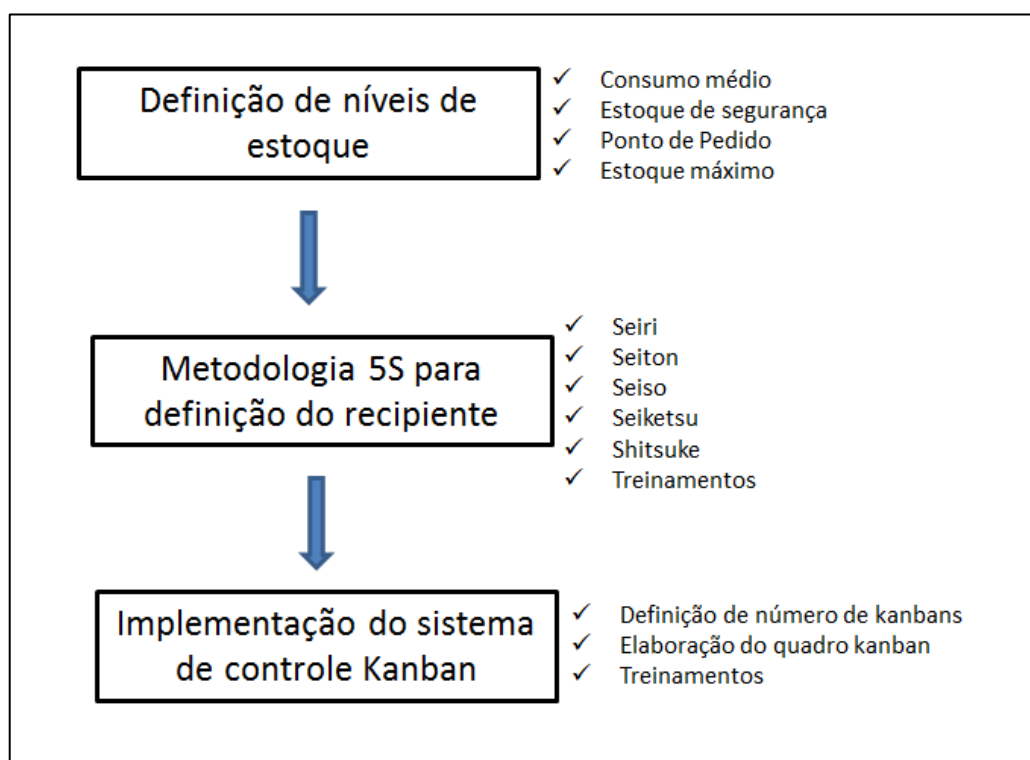 Definição de níveis de
estoque
✓ Consumo médio
✓ Estoque de segurança
✓ Ponto de Pedido
✓ Estoque máximo
Metodologia 5S para
definição do recipiente
✓ Seiri
✓ Seiton
✓ Seiso
✓ Seiketsu
✓ Shitsuke
✓ Treinamentos
Implementação do sistema
de controle Kanban
✓ Definição de número de kanbans
✓ Elaboração do quadro kanban
✓ Treinamentos